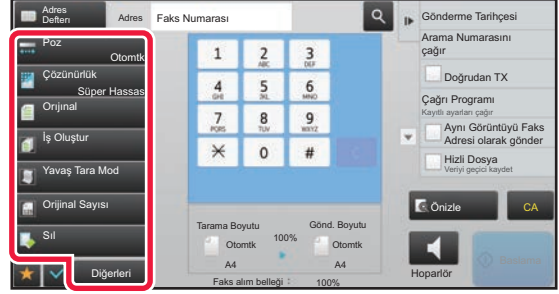 Adres
Defteri
Adres
Faks Numarası
Poz
Otomtk
Çözünürlük
Süper Hassas
Orıjınal
İş Oluştur
Yavaş Tara Mod
Orijinal Sayısı
Sıl
Diğerleri
1
2
ABC
3
DEF
4
GHI
5
JKL
6
MNO
7
PQRS
8
TUV
9
WXYZ
0
#
Tarama Boyutu
Otomtk
A4
100%
Gönd. Boyutu
Otomtk
A4
Faks alım belleği : 100%
Gönderme Tarihçesi
Arama Numarasını
çağır
Doğrudan TX
Çağrı Programı
Kayıtlı ayarları çağır
Aynı Görüntüyü Faks
Adresi olarak gönder
Hizli Dosya
Veriyi geçici kaydet
Önizle
CA
Hoparlör